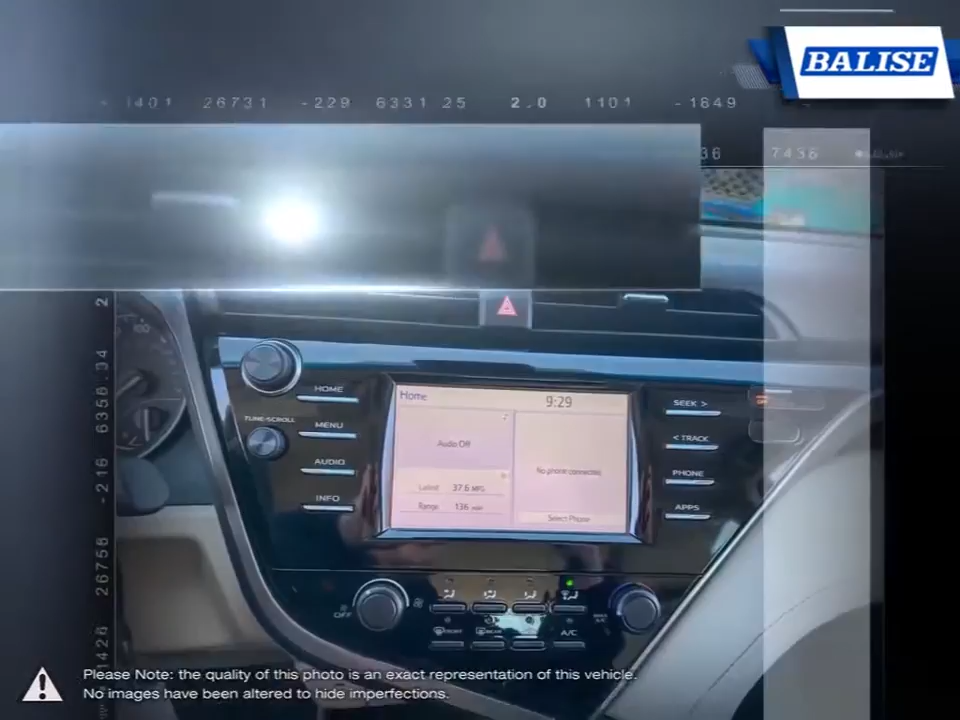 BALISE
1401 26731 -229 6331.25 2.0 1101 -1849
36 7436
2 6356.34 -216 26756 1426
HOME
TUNE·SCROLL
MENU
AUDIO
INFO
Home 9:29
Audio Off
No phone connected
Latest 37.6 MPG
Range 136 mile
Select Phone
SEEK >
< TRACK
PHONE
APPS
OFF
A/C
Please Note: the quality of this photo is an exact representation of this vehicle.
No images have been altered to hide imperfections.